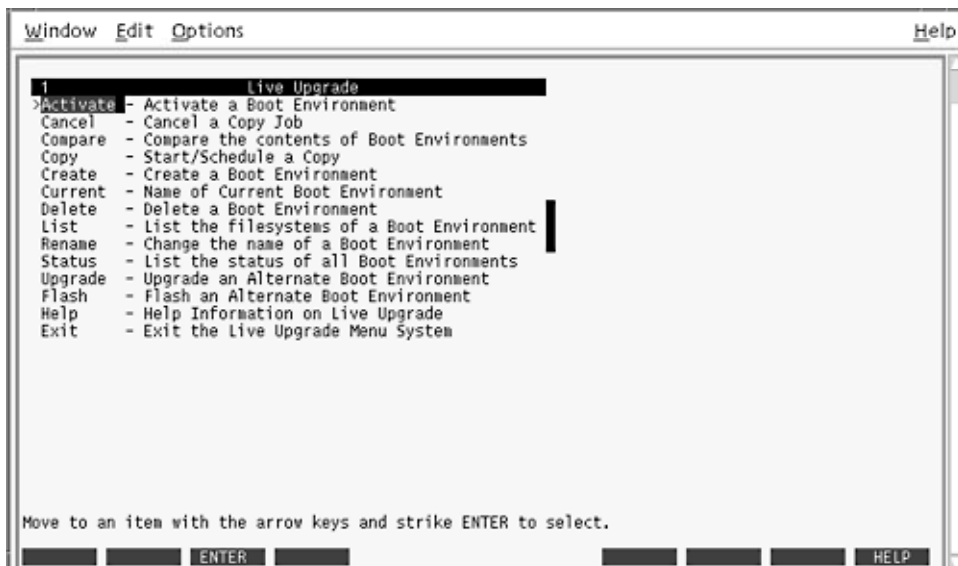 Window Edit Options Help
1 Live Upgrade
>Activate - Activate a Boot Environment
Cancel - Cancel a Copy Job
Compare - Compare the contents of Boot Environments
Copy - Start/Schedule a Copy
Create - Create a Boot Environment
Current - Name of Current Boot Environment
Delete - Delete a Boot Environment
List - List the filesystems of a Boot Environment
Rename - Change the name of a Boot Environment
Status - List the status of all Boot Environments
Upgrade - Upgrade an Alternate Boot Environment
Flash - Flash an Alternate Boot Environment
Help - Help Information on Live Upgrade
Exit - Exit the Live Upgrade Menu System
Move to an item with the arrow keys and strike ENTER to select.
ENTER HELP